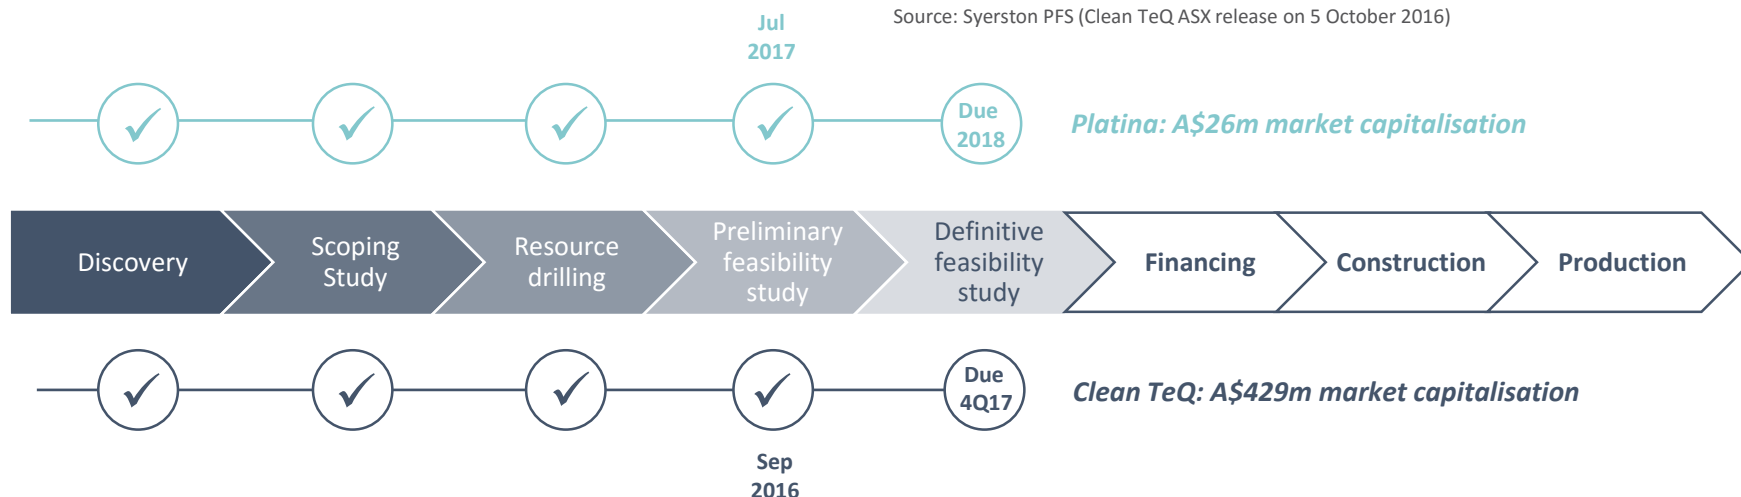 Source: Syerston PFS (Clean TeQ ASX release on 5 October 2016)
Jul
2017
Due
2018
Platina: A$26m market capitalisation
Discovery
Scoping
Study
Resource
drilling
Preliminary
feasibility
study
Definitive
feasibility
study
Financing
Construction
Production
Due
4Q17
Clean TeQ: A$429m market capitalisation
Sep
2016